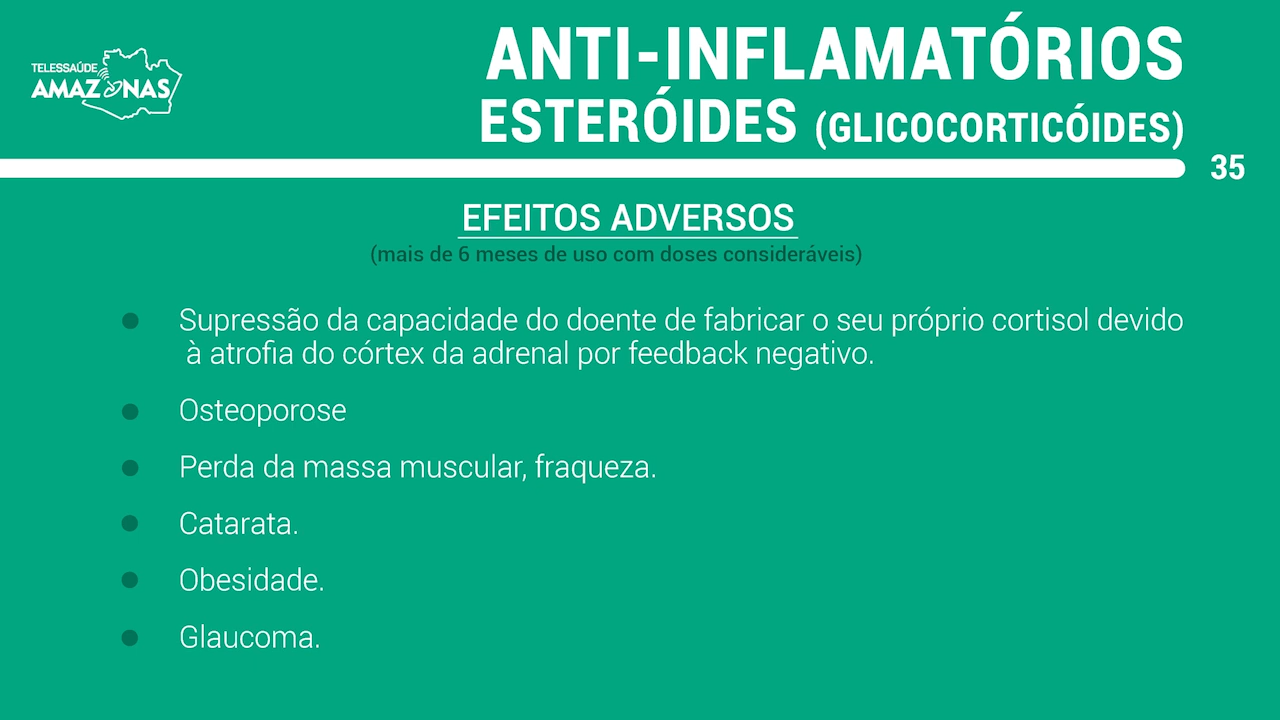 TELESSAÚDE
AMAZONAS
ANTI-INFLAMATÓRIOS
ESTERÓIDES (GLICOCORTICÓIDES)
35
EFEITOS ADVERSOS
(mais de 6 meses de uso com doses consideráveis)
Supressão da capacidade do doente de fabricar o seu próprio cortisol devido
à atrofia do córtex da adrenal por feedback negativo.
Osteoporose
Perda da massa muscular, fraqueza.
Catarata.
Obesidade.
Glaucoma.